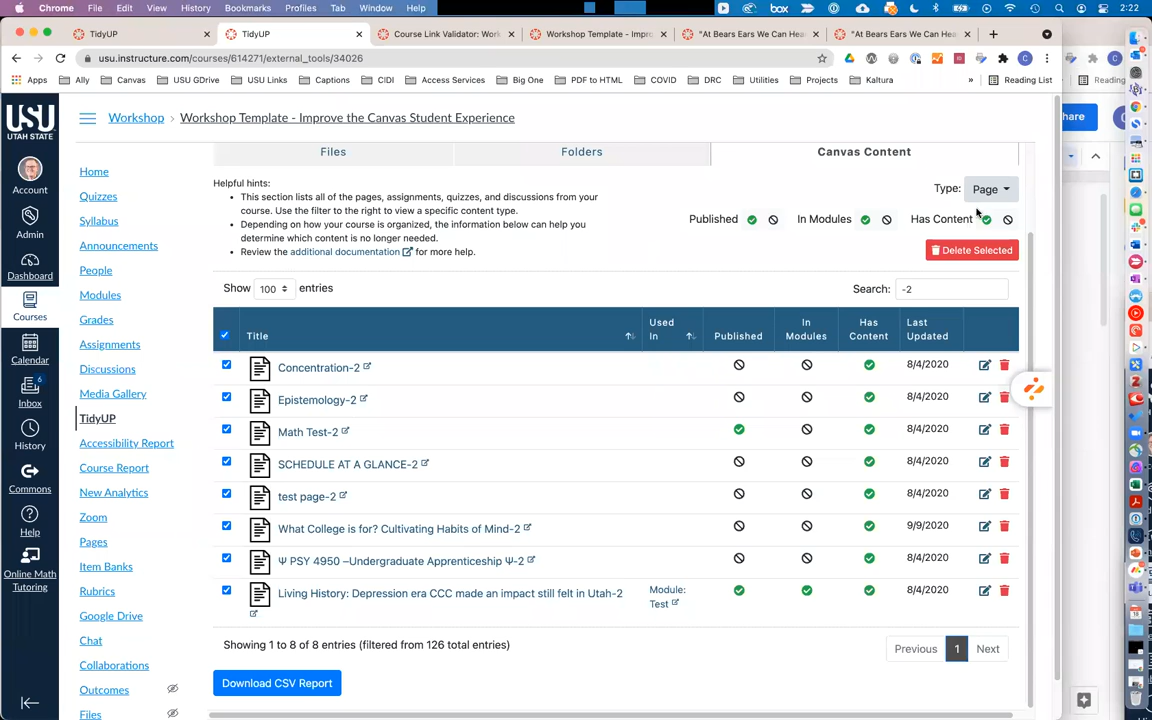 Chrome File Edit View History Bookmarks Profiles Tab Window Help box 2:22
TidyUP TidyUP Course Link Validator: Work "At Bears Ears We Can Hear "At Bears Ears We Can Hear
Workshop Template - Impro
usu.instructure.com/courses/614271/external_tools/34026
Apps Ally Canvas USU GDrive USU Links Captions CIDI Access Services Big One PDF to HTML COVID DRC Utilities Projects Kaltura » Reading List Reading
UTAH STATE
Account
Admin
Dashboard
Courses
Calendar
6
Inbox
History
Commons
Help
Online Math
Tutoring
Workshop › Workshop Template - Improve the Canvas Student Experience
Home
Quizzes
Syllabus
Announcements
People
Modules
Grades
Assignments
Discussions
Media Gallery
TidyUP
Accessibility Report
Course Report
New Analytics
Zoom
Pages
Item Banks
Rubrics
Google Drive
Chat
Collaborations
Outcomes
Files
Files Folders Canvas Content
Helpful hints:
• This section lists all of the pages, assignments, quizzes, and discussions from your
course. Use the filter to the right to view a specific content type.
• Depending on how your course is organized, the information below can help you
determine which content is no longer needed.
• Review the additional documentation for more help.
Type: Page
Published In Modules Has Content
Delete Selected
Show 100 entries Search: -2
Title Used In Published In Modules Has Content Last Updated
Concentration-2 8/4/2020
Epistemology-2 8/4/2020
Math Test-2 8/4/2020
SCHEDULE AT A GLANCE-2 8/4/2020
test page-2 8/4/2020
What College is for? Cultivating Habits of Mind-2 9/9/2020
Ψ PSY 4950 –Undergraduate Apprenticeship Ψ-2 8/4/2020
Living History: Depression era CCC made an impact still felt in Utah-2 Module: Test 8/4/2020
Showing 1 to 8 of 8 entries (filtered from 126 total entries) Previous 1 Next
Download CSV Report
hare